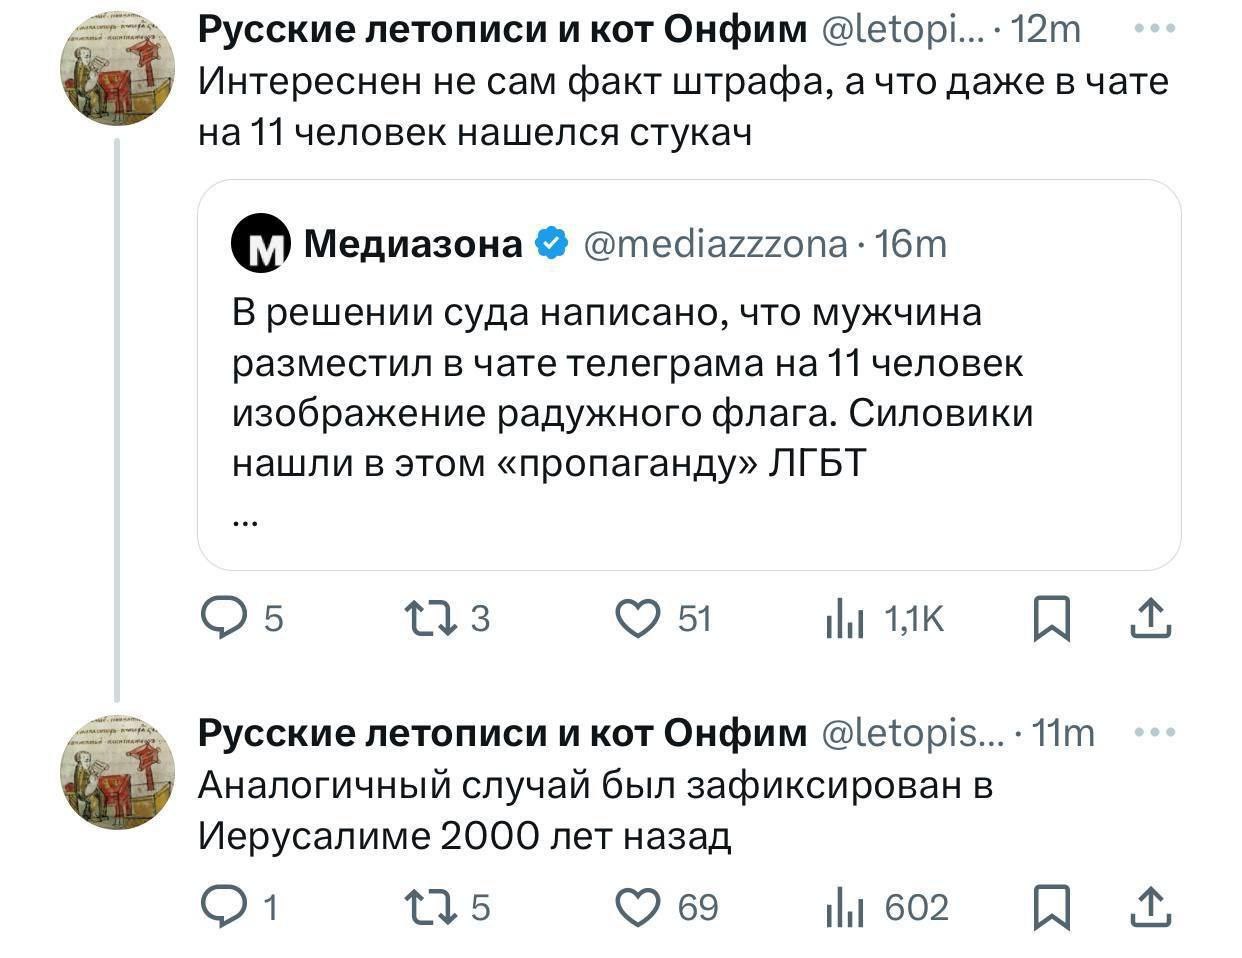 Русские летописи и кот Онфим @letopi... · 12m
Интереснен не сам факт штрафа, а что даже в чате
на 11 человек нашелся стукач
M Медиазона @mediazzzona · 16m
В решении суда написано, что мужчина
разместил в чате телеграма на 11 человек
изображение радужного флага. Силовики
нашли в этом «пропаганду» ЛГБТ
...
5 3 51 1,1K
Русские летописи и кот Онфим @letopis... · 11m
Аналогичный случай был зафиксирован в
Иерусалиме 2000 лет назад
1 5 69 602